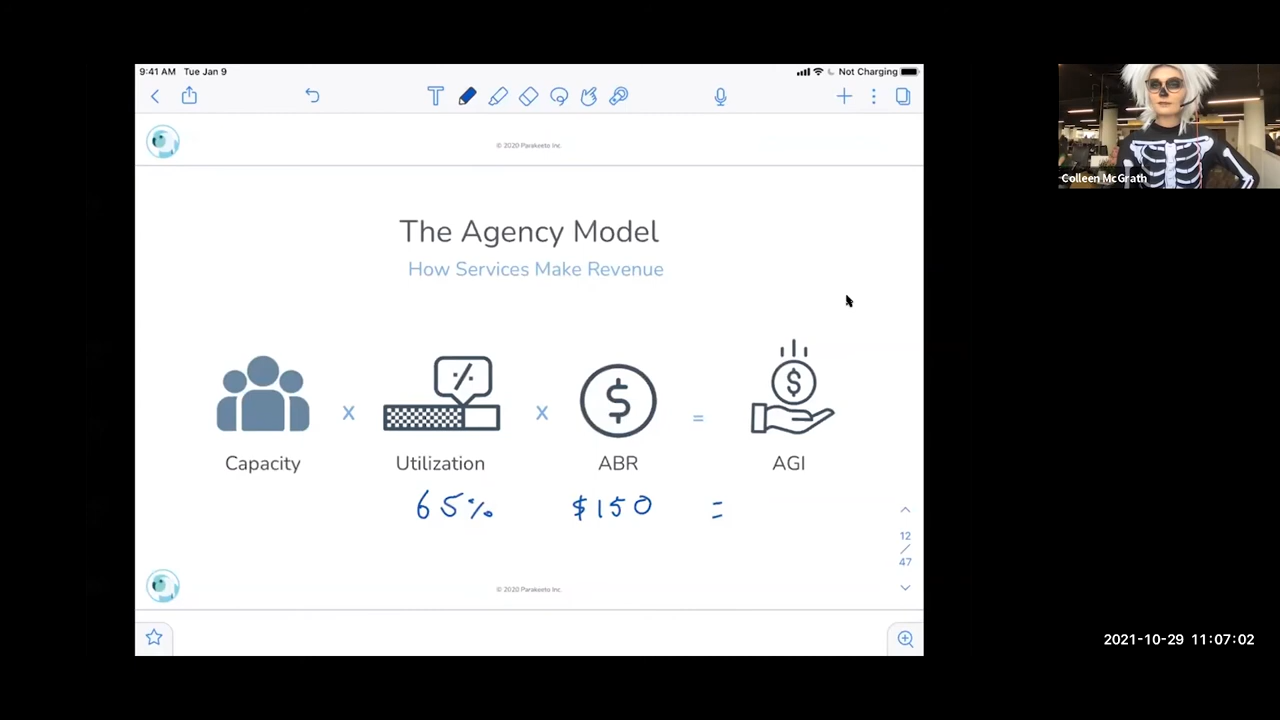 9:41 AM Tue Jan 9
Not Charging
© 2020 Parakeeto Inc.
The Agency Model
How Services Make Revenue
X X =
Capacity Utilization ABR AGI
65% $150 =
12
/
47
© 2020 Parakeeto Inc.
Colleen McGrath
2021-10-29 11:07:02